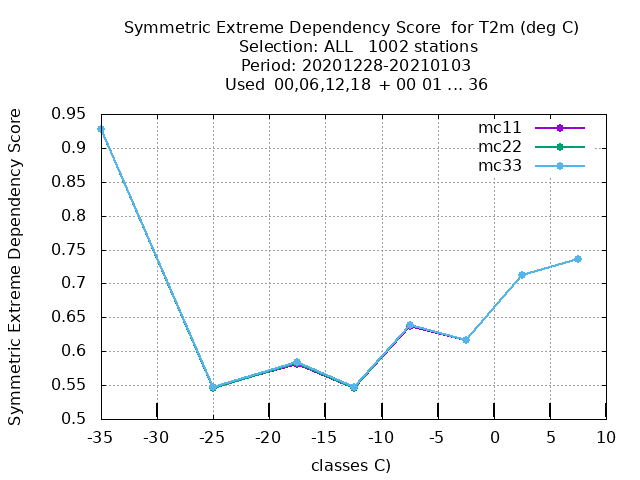 Symmetric Extreme Dependency Score  for T2m (deg C)
Selection: ALL   1002 stations
Period: 20201228-20210103
Used  00,06,12,18  + 00 01 ... 36
Symmetric Extreme Dependency Score
0.95
0.9
0.85
0.8
0.75
0.7
0.65
0.6
0.55
0.5
mc11
mc22
mc33
-35 -30 -25 -20 -15 -10 -5 0 5 10
classes C)